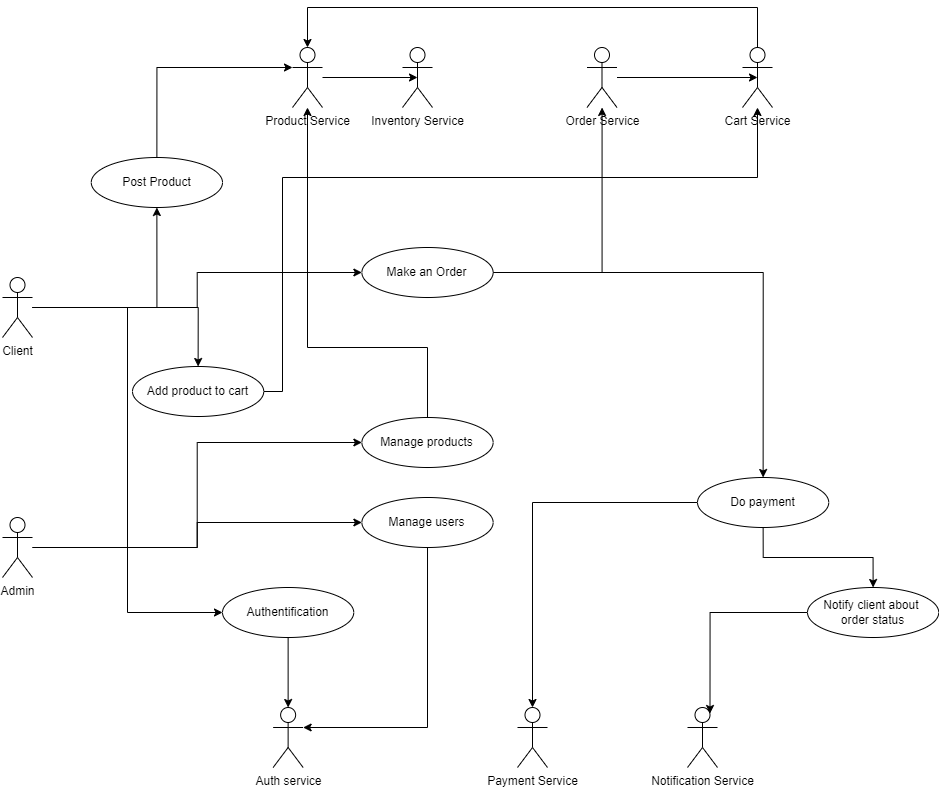 Product Service
Inventory Service
Order Service
Cart Service
Post Product
Make an Order
Client
Add product to cart
Manage products
Do payment
Manage users
Admin
Authentification
Notify client about
order status
Auth service
Payment Service
Notification Service